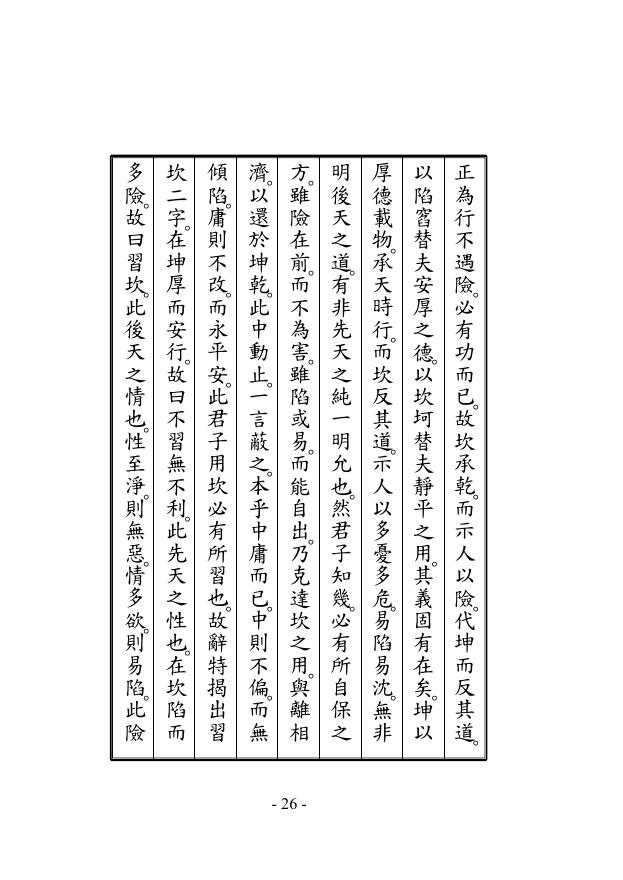 正為行不遇險。必有功而已。故坎承乾。而示人以險。代坤而反其道。
以陷窞替夫安厚之德。以坎坷替夫靜平之用。其義固有在矣。坤以
厚德載物。承天時行。而坎反其道。示人以多憂多危。易陷易沈。無非
明後天之道。有非先天之純一明允也。然君子知幾。必有所自保之
方。雖險在前。而不為害。雖陷或易。而能自出。乃克達坎之用。與離相
濟。以還於坤乾。此中動止。一言蔽之。本乎中庸而已。中則不偏。而無
傾陷。庸則不改。而永平安。此君子用坎必有所習也。故辭特揭出習
坎二字。在坤厚而安行。故曰不習無不利。此先天之性也。在坎陷而
多險。故曰習坎。此後天之情也。性至淨。則無惡。情多欲。則易陷。此險
- 26 -